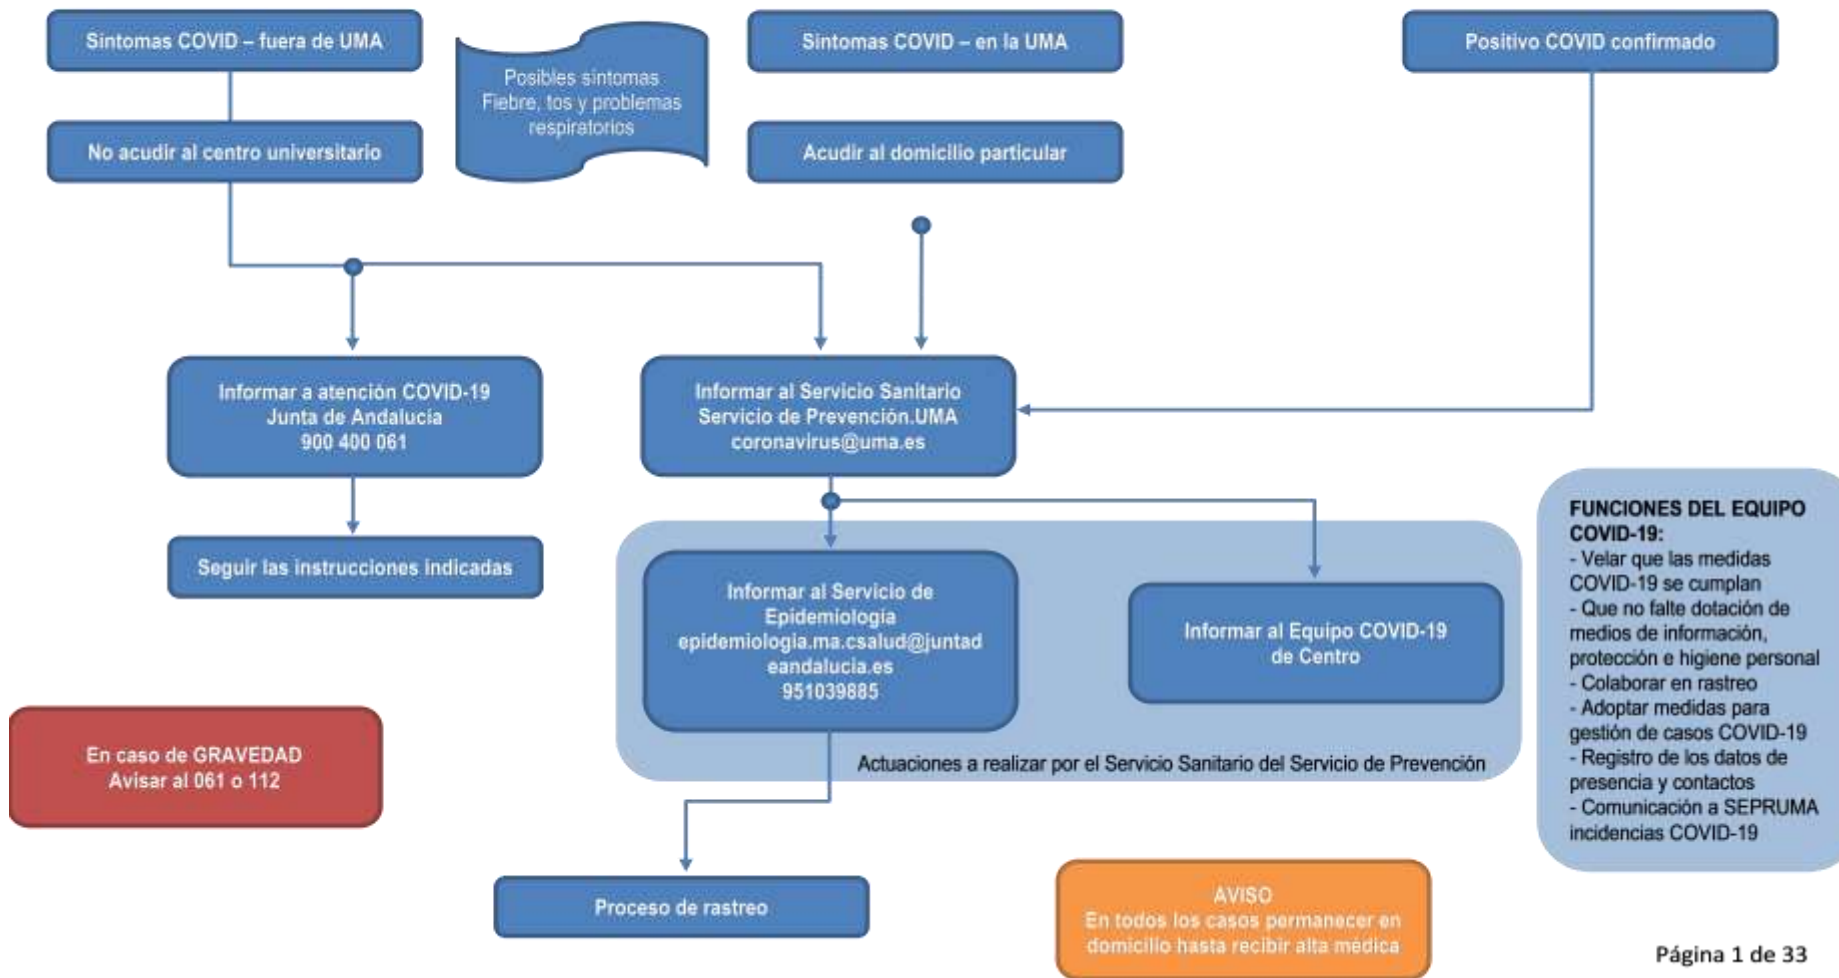 Síntomas COVID – fuera de UMA
Posibles síntomas
Fiebre, tos y problemas
respiratorios
Síntomas COVID – en la UMA
Positivo COVID confirmado
No acudir al centro universitario
Acudir al domicilio particular
Informar a atención COVID-19
Junta de Andalucía
900 400 061
Informar al Servicio Sanitario
Servicio de Prevención.UMA
coronavirus@uma.es
Seguir las instrucciones indicadas
Informar al Servicio de
Epidemiología
epidemiologia.ma.csalud@juntad
eandalucia.es
951039885
Informar al Equipo COVID-19
de Centro
Actuaciones a realizar por el Servicio Sanitario del Servicio de Prevención
FUNCIONES DEL EQUIPO
COVID-19:
- Velar que las medidas
COVID-19 se cumplan
- Que no falte dotación de
medios de información,
protección e higiene personal
- Colaborar en rastreo
- Adoptar medidas para
gestión de casos COVID-19
- Registro de los datos de
presencia y contactos
- Comunicación a SEPRUMA
incidencias COVID-19
En caso de GRAVEDAD
Avisar al 061 o 112
Proceso de rastreo
AVISO
En todos los casos permanecer en
domicilio hasta recibir alta médica
Página 1 de 33